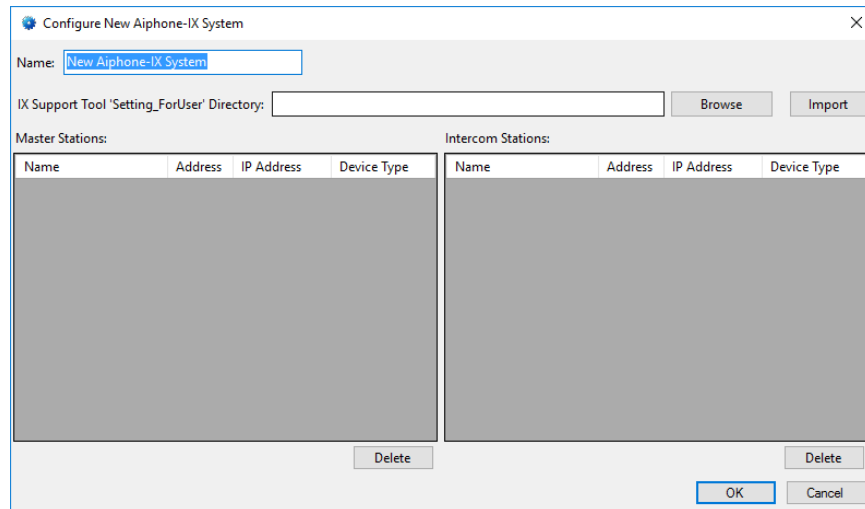 Configure New Aiphone-IX System
Name: New Aiphone-IX System
IX Support Tool 'Setting_ForUser' Directory: Browse Import
Master Stations: Intercom Stations:
Name Address IP Address Device Type Name Address IP Address Device Type
Delete Delete
OK Cancel